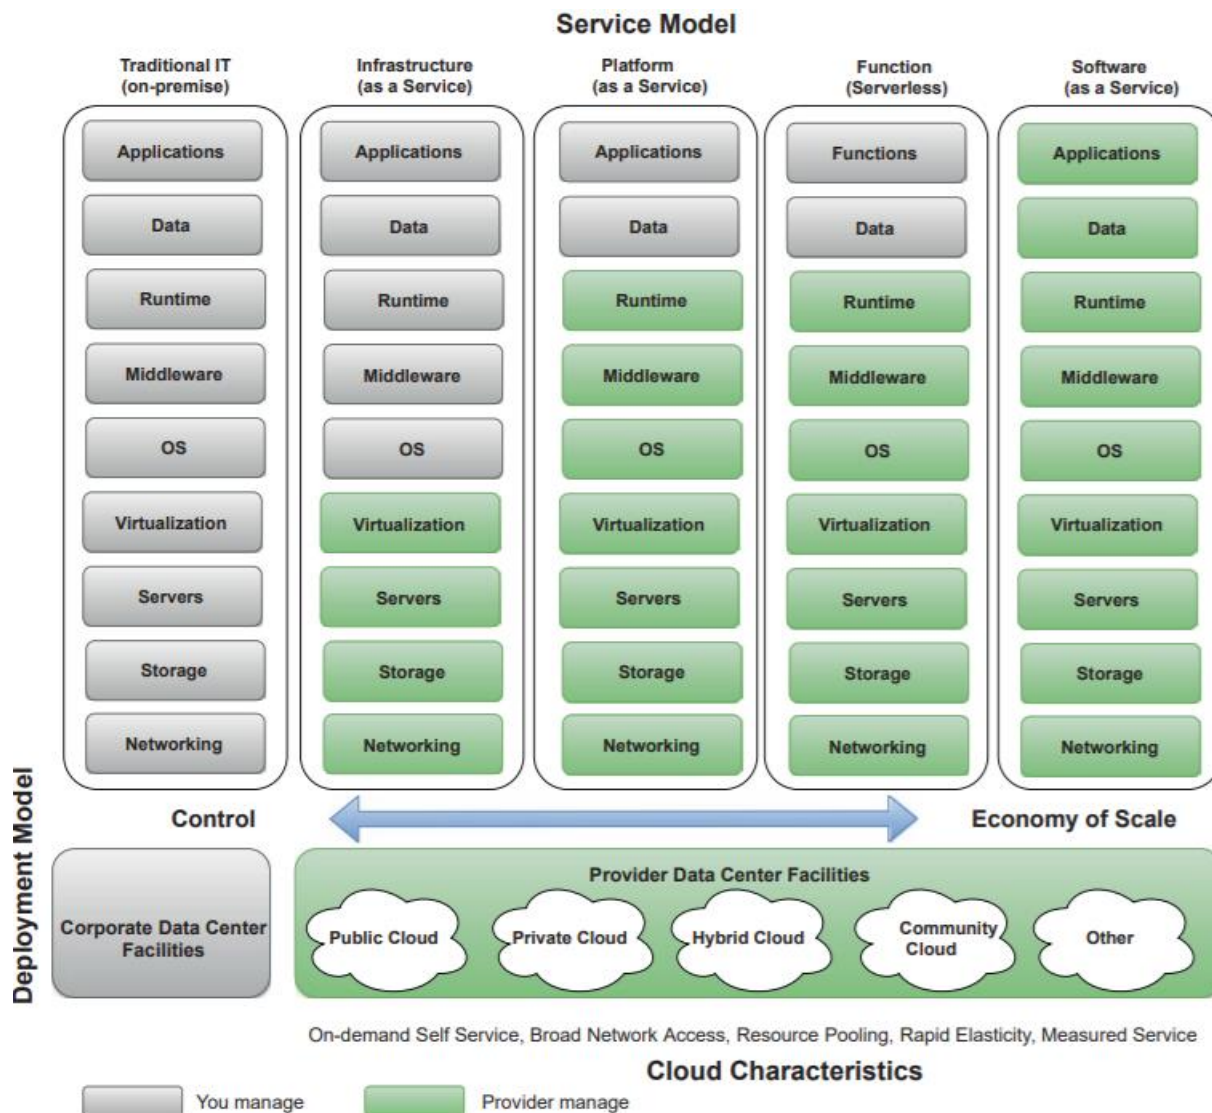 Service Model
Traditional IT
(on-premise)
Infrastructure
(as a Service)
Platform
(as a Service)
Function
(Serverless)
Software
(as a Service)
Applications
Data
Runtime
Middleware
OS
Virtualization
Servers
Storage
Networking
Applications
Data
Runtime
Middleware
OS
Virtualization
Servers
Storage
Networking
Applications
Data
Runtime
Middleware
OS
Virtualization
Servers
Storage
Networking
Functions
Data
Runtime
Middleware
OS
Virtualization
Servers
Storage
Networking
Applications
Data
Runtime
Middleware
OS
Virtualization
Servers
Storage
Networking
Deployment Model
Control
Economy of Scale
Corporate Data Center
Facilities
Provider Data Center Facilities
Public Cloud
Private Cloud
Hybrid Cloud
Community
Cloud
Other
On-demand Self Service, Broad Network Access, Resource Pooling, Rapid Elasticity, Measured Service
Cloud Characteristics
You manage
Provider manage